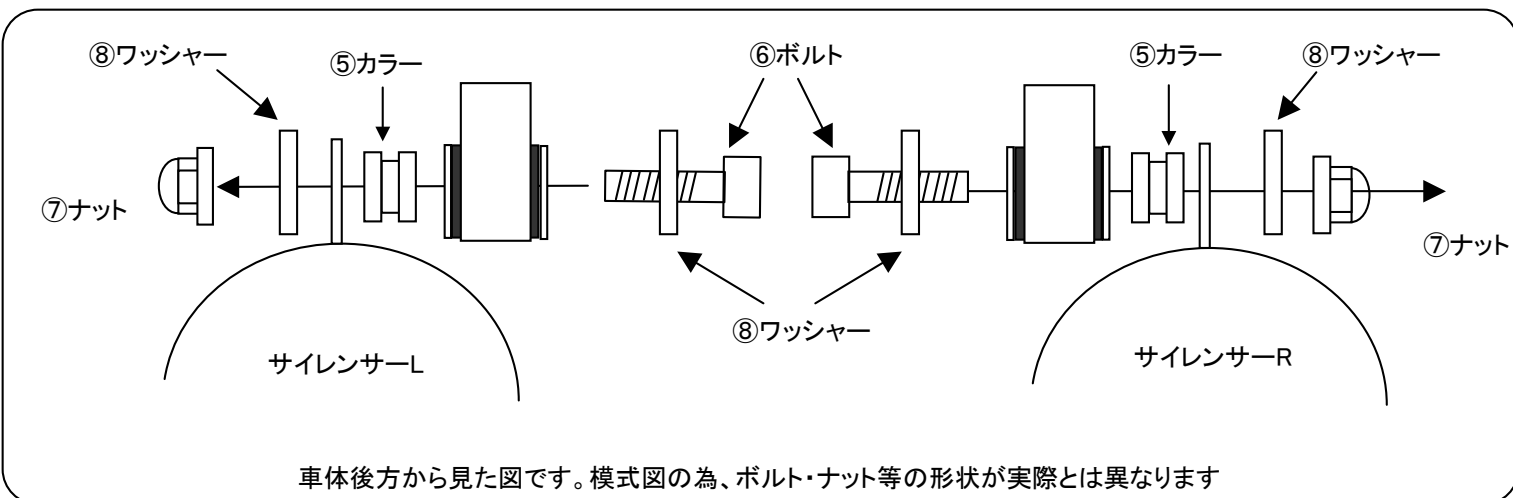 ⑧ワッシャー
⑤カラー
⑥ボルト
⑤カラー
⑧ワッシャー
⑦ナット
⑦ナット
⑧ワッシャー
サイレンサーL
サイレンサーR
車体後方から見た図です。模式図の為、ボルト・ナット等の形状が実際とは異なります